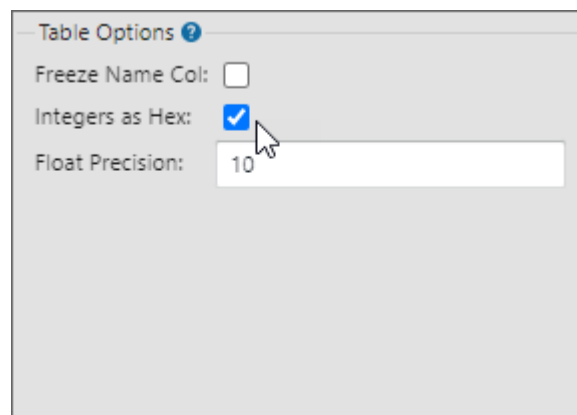 Table Options ?
Freeze Name Col:
Integers as Hex:
Float Precision: 10